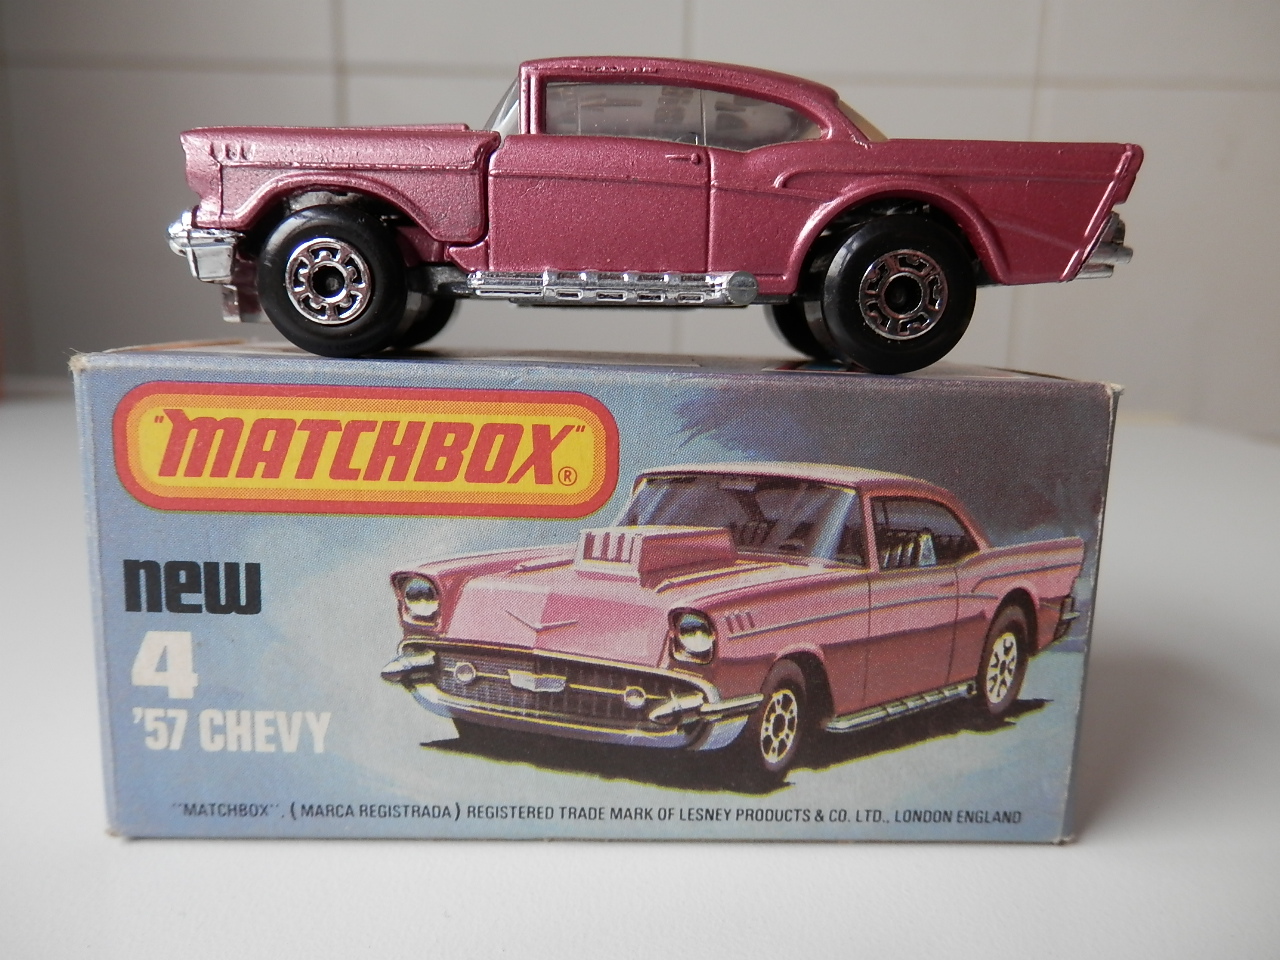 "MATCHBOX"®
new
4
'57 CHEVY
"MATCHBOX", (MARCA REGISTRADA) REGISTERED TRADE MARK OF LESNEY PRODUCTS & CO. LTD., LONDON ENGLAND